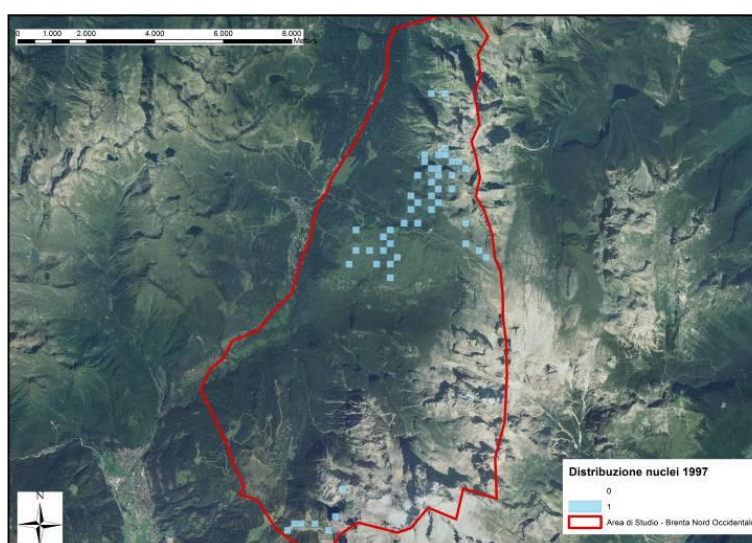 0 1.000 2.000 4.000 6.000 8.000
Meters
N
Distribuzione nuclei 1997
0
1
Area di Studio - Brenta Nord Occidentale